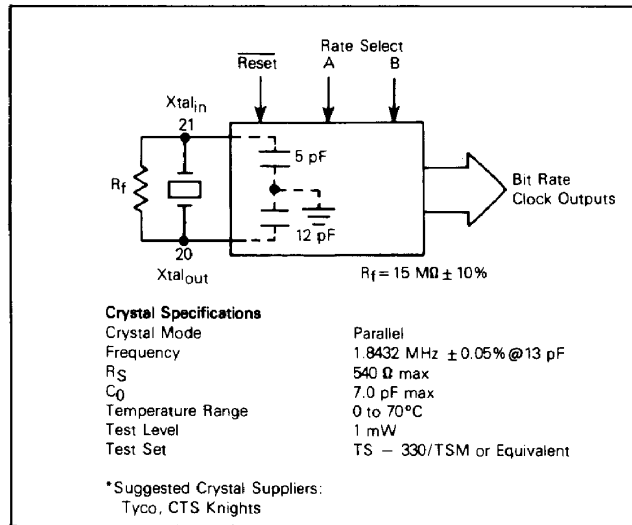 Rate Select
Reset A B
Xtalin
21
5 pF
Rf
Bit Rate
Clock Outputs
12 pF
20
Xtalout
Rf = 15 MΩ ± 10%
Crystal Specifications
Crystal Mode Parallel
Frequency 1.8432 MHz ± 0.05% @ 13 pF
RS 540 Ω max
C0 7.0 pF max
Temperature Range 0 to 70°C
Test Level 1 mW
Test Set TS – 330/TSM or Equivalent
*Suggested Crystal Suppliers:
Tyco, CTS Knights